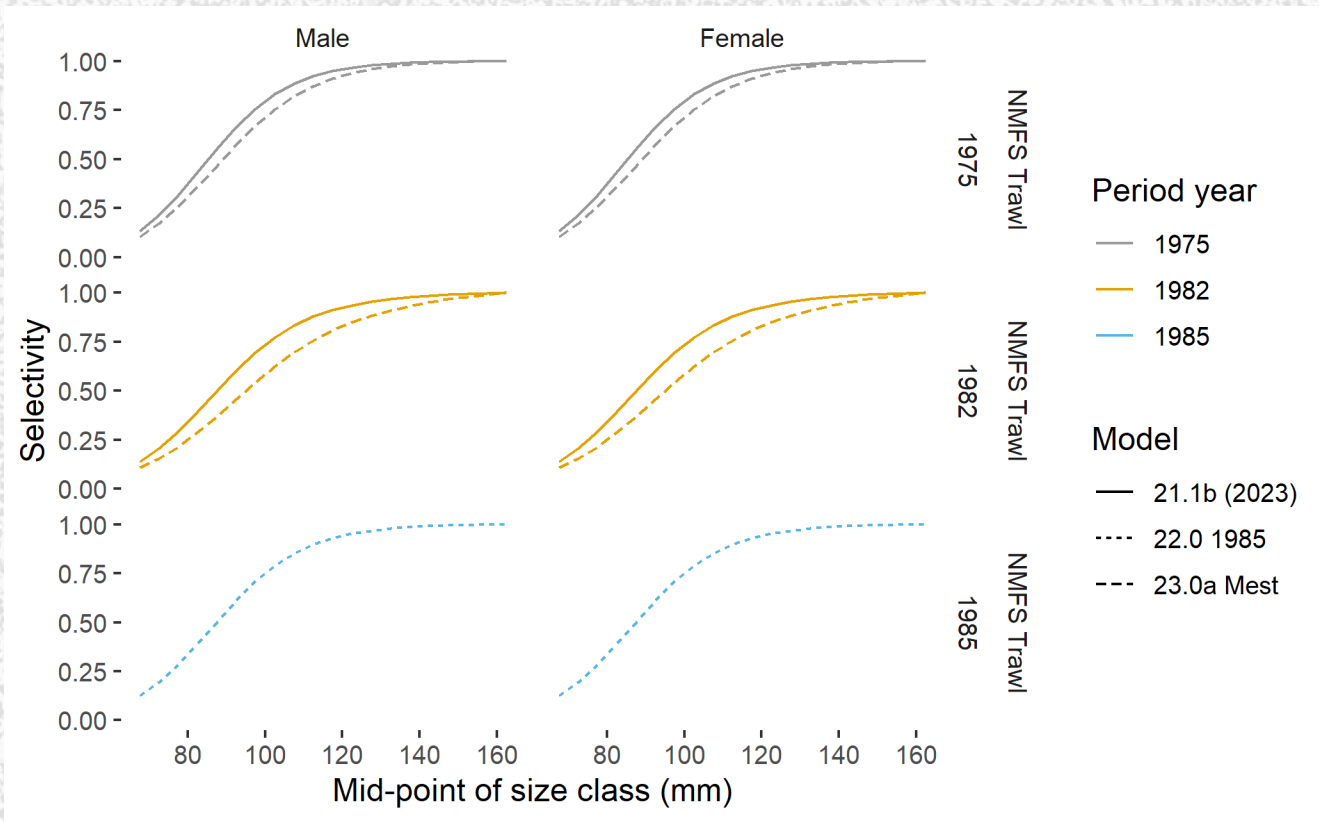 Male
Female
1.00
0.75
0.50
0.25
0.00
NMFS Trawl
1975
1.00
0.75
0.50
0.25
0.00
NMFS Trawl
1982
1.00
0.75
0.50
0.25
0.00
NMFS Trawl
1985
Selectivity
80 100 120 140 160
80 100 120 140 160
Mid-point of size class (mm)
Period year
1975
1982
1985
Model
21.1b (2023)
22.0 1985
23.0a Mest